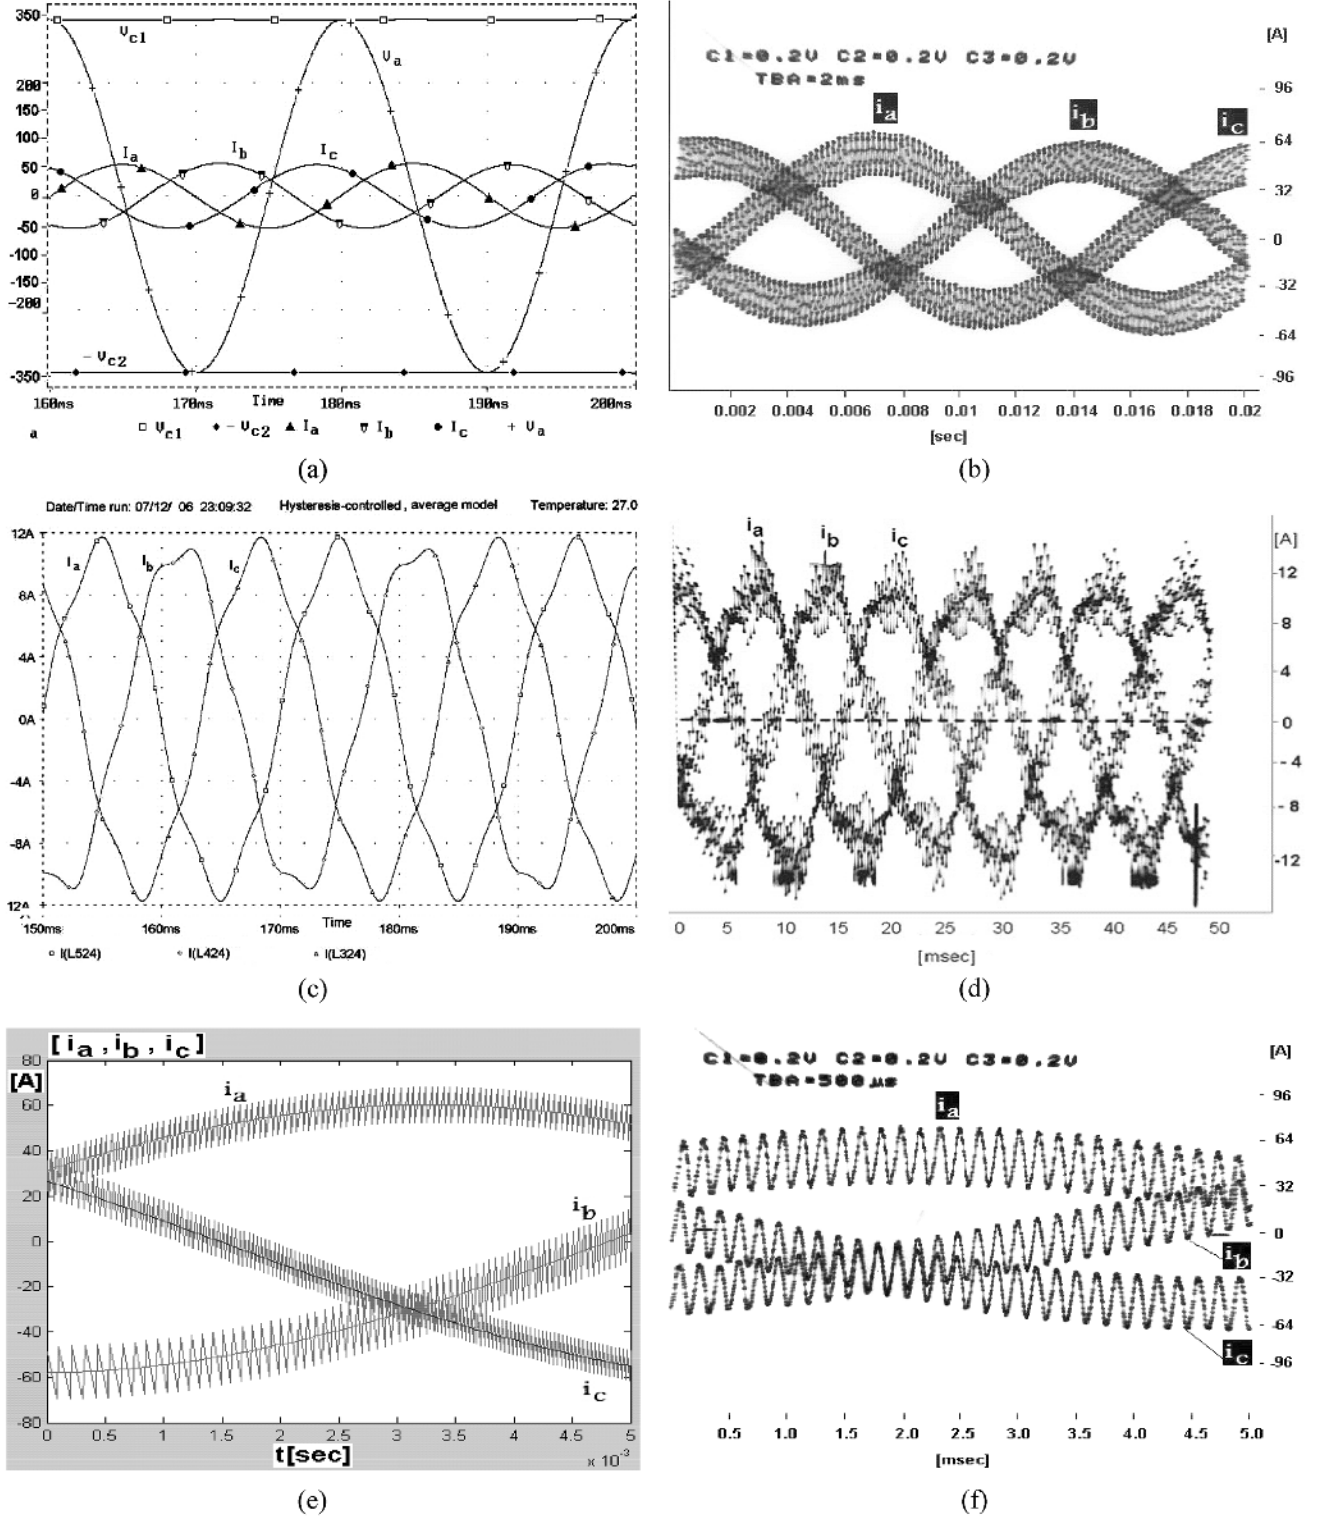 350
200
150
100
50
0
-50
-100
-150
-200
-350
Vc1
Va
Ia Ib Ic
-Vc2
160ms 170ms 180ms 190ms 200ms
Time
a
Vc1 -Vc2 Ia Ib Ic Va
(a)
[A]
C1=0.2V C2=0.2V C3=0.2V
TBA=2ms
ia ib ic
96
64
32
0
-32
-64
-96
0.002 0.004 0.006 0.008 0.01 0.012 0.014 0.016 0.018 0.02
[sec]
(b)
Date/Time run: 07/12/ 06 23:09:32 Hysteresis-controlled, average model Temperature: 27.0
12A
8A
4A
0A
-4A
-8A
12A
Ia Ib Ic
150ms 160ms 170ms 180ms 190ms 200ms
Time
I(L524) I(L424) I(L324)
(c)
ia ib ic
[A]
12
8
4
0
-4
-8
-12
0 5 10 15 20 25 30 35 40 45 50
[msec]
(d)
[ia,ib,ic]
80
[A]
60
40
20
0
-20
-40
-60
-80
ia
ib
ic
0 0.5 1 1.5 2 2.5 3 3.5 4 4.5 5
t[sec]
x 10-3
(e)
[A]
C1=0.2V C2=0.2V C3=0.2V
TBA=500µs
ia
96
64
32
0
-32
-64
-96
ib
ic
0.5 1.0 1.5 2.0 2.5 3.0 3.5 4.0 4.5 5.0
[msec]
(f)